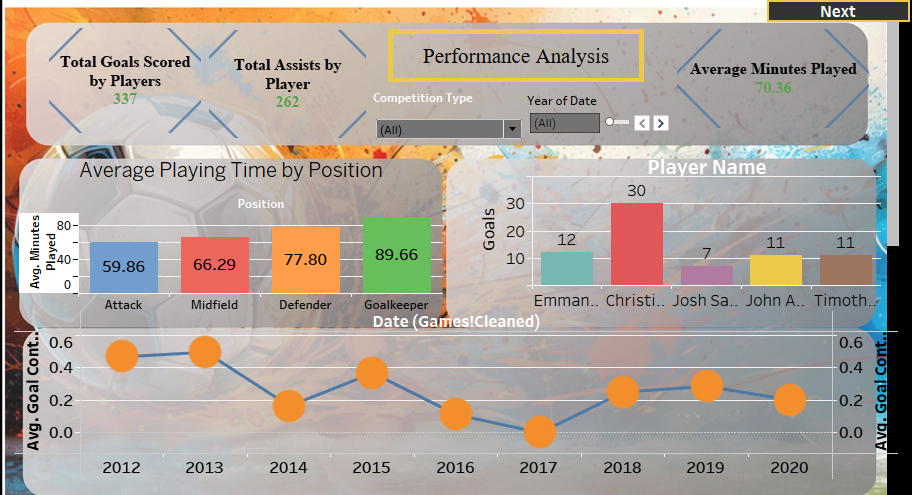 Next
Total Goals Scored
by Players
337
Total Assists by
Player
262
Performance Analysis
Competition Type
(All)
Year of Date
(All)
Average Minutes Played
70.36
Average Playing Time by Position
Position
Avg. Minutes
Played
80
40
0
59.86
66.29
77.80
89.66
Attack
Midfield
Defender
Goalkeeper
Player Name
Goals
30
20
10
12
30
7
11
11
Emman..
Christi..
Josh Sa..
John A..
Timoth..
Date (Games!Cleaned)
Avg. Goal Cont..
0.6
0.4
0.2
0.0
0.6
0.4
0.2
0.0
Avg. Goal Cont..
2012
2013
2014
2015
2016
2017
2018
2019
2020